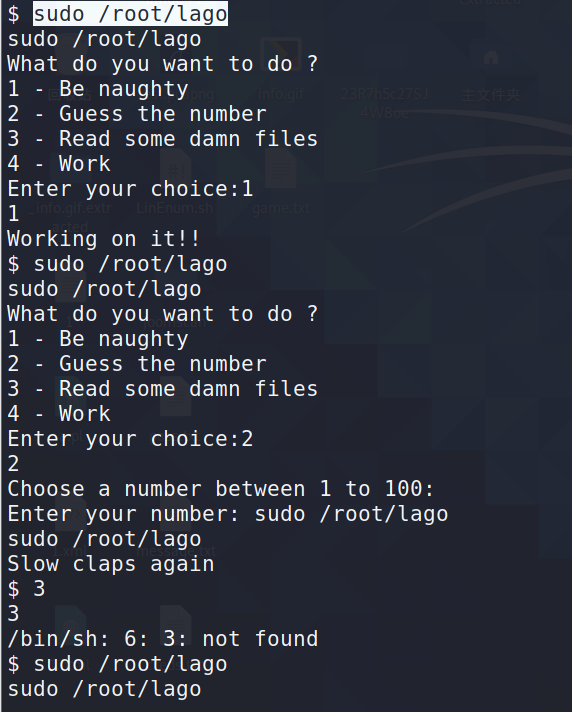 $ sudo /root/lago
sudo /root/lago
What do you want to do ?
1 - Be naughty
2 - Guess the number
3 - Read some damn files
4 - Work
Enter your choice:1
1
Working on it!!
$ sudo /root/lago
sudo /root/lago
What do you want to do ?
1 - Be naughty
2 - Guess the number
3 - Read some damn files
4 - Work
Enter your choice:2
2
Choose a number between 1 to 100:
Enter your number: sudo /root/lago
sudo /root/lago
Slow claps again
$ 3
3
/bin/sh: 6: 3: not found
$ sudo /root/lago
sudo /root/lago